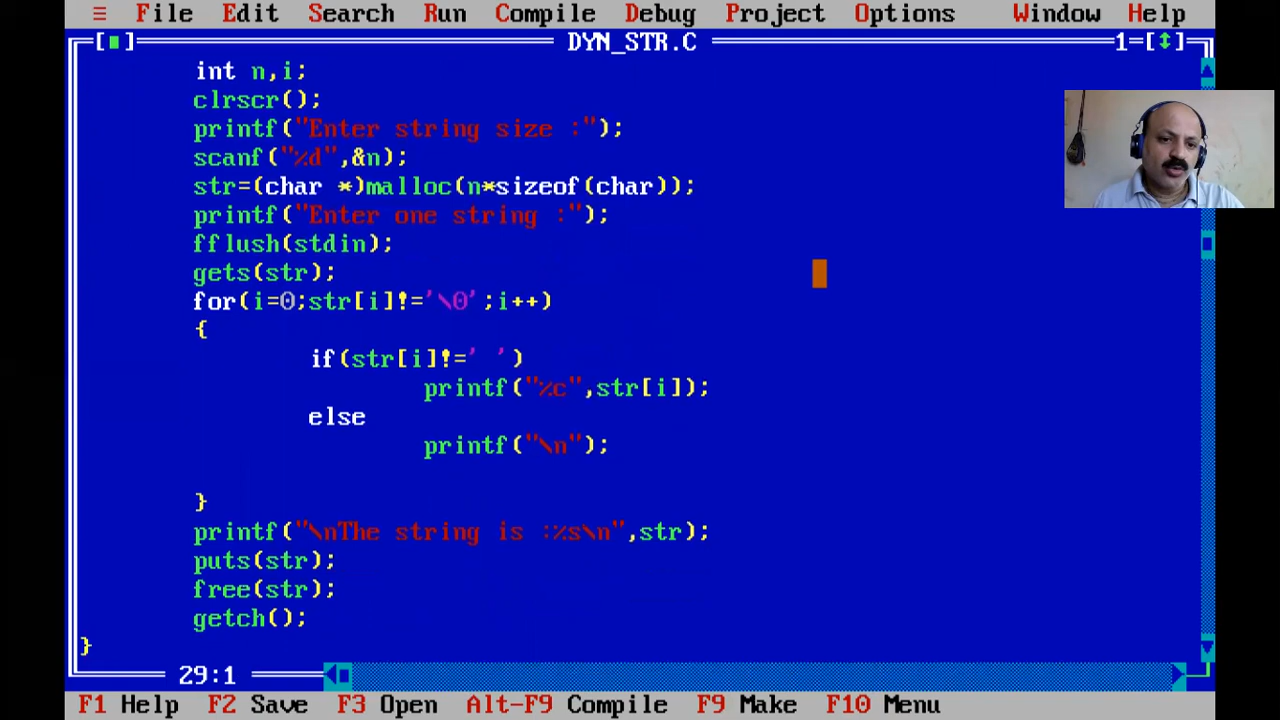 ≡ File Edit Search Run Compile Debug Project Options Window Help
[■] DYN_STR.C 1=[↕]
int n,i;
clrscr();
printf("Enter string size :");
scanf("%d",&n);
str=(char *)malloc(n*sizeof(char));
printf("Enter one string :");
fflush(stdin);
gets(str);
for(i=0;str[i]!='\0';i++)
{
if(str[i]!=' ')
printf("%c",str[i]);
else
printf("\n");
}
printf("\nThe string is :%s\n",str);
puts(str);
free(str);
getch();
}
29:1
F1 Help F2 Save F3 Open Alt-F9 Compile F9 Make F10 Menu